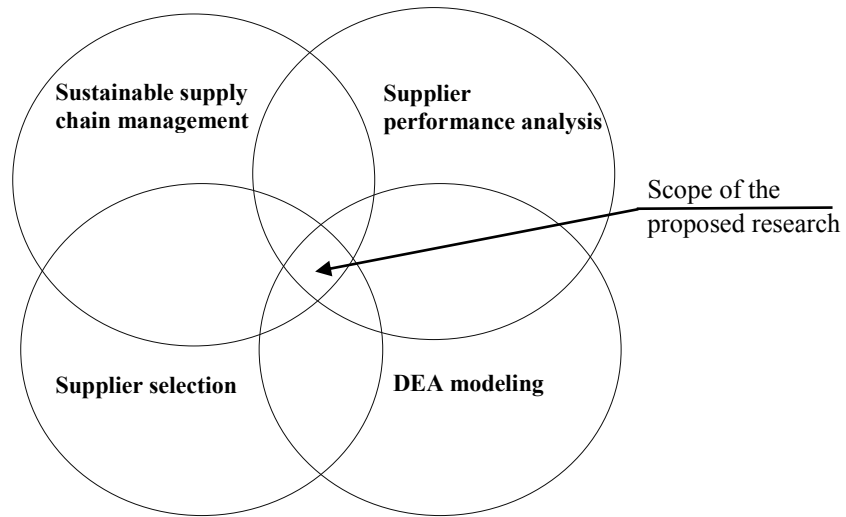 Sustainable supply
chain management
Supplier
performance analysis
Scope of the
proposed research
Supplier selection
DEA modeling